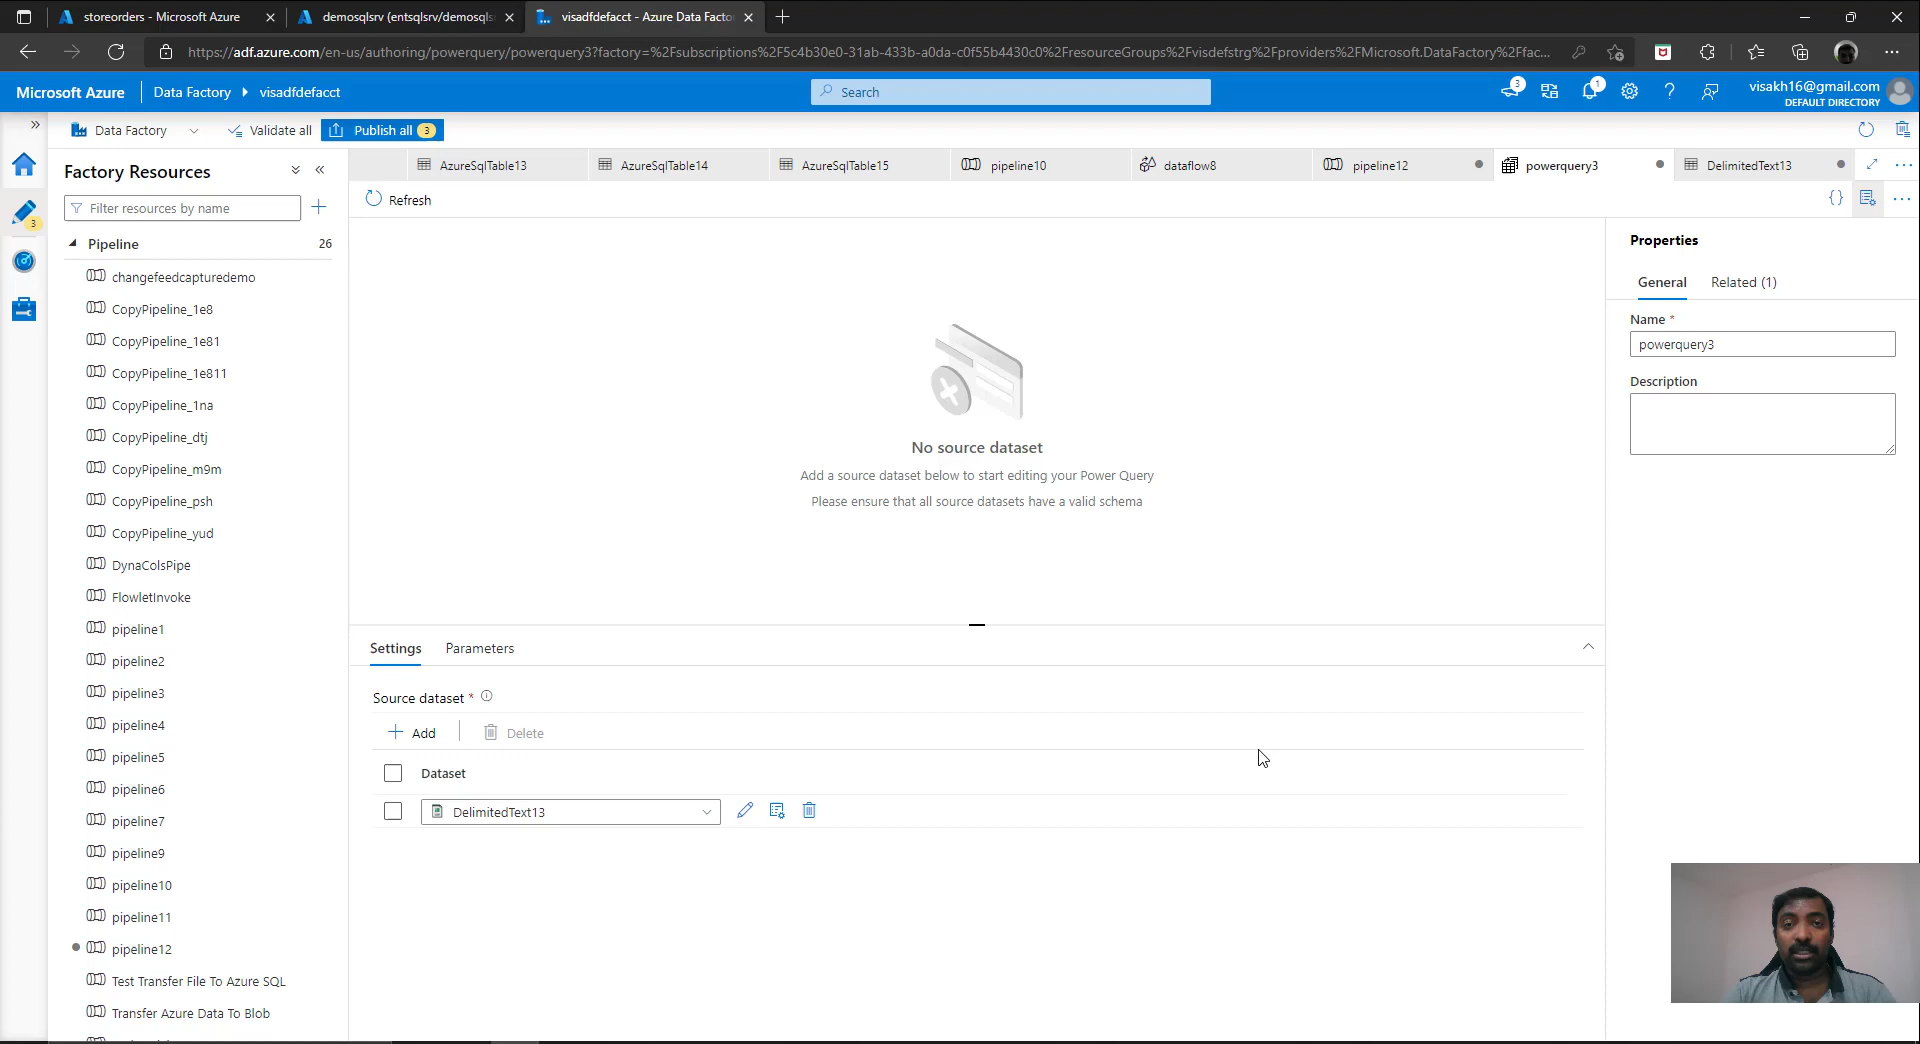 storeorders - Microsoft Azure
demosqlsrv (entsqlsrv/demosqls
visadfdefacct - Azure Data Facto
https://adf.azure.com/en-us/authoring/powerquery/powerquery3?factory=%2Fsubscriptions%2F5c4b30e0-31ab-433b-a0da-c0f55b4430c0%2FresourceGroups%2Fvisdefstrg%2Fproviders%2FMicrosoft.DataFactory%2Ffac...
Microsoft Azure
Data Factory
visadfdefacct
Search
3
1
visakh16@gmail.com
DEFAULT DIRECTORY
Data Factory
Validate all
Publish all 3
3
Factory Resources
Filter resources by name
Pipeline 26
changefeedcapturedemo
CopyPipeline_1e8
CopyPipeline_1e81
CopyPipeline_1e811
CopyPipeline_1na
CopyPipeline_dtj
CopyPipeline_m9m
CopyPipeline_psh
CopyPipeline_yud
DynaColsPipe
FlowletInvoke
pipeline1
pipeline2
pipeline3
pipeline4
pipeline5
pipeline6
pipeline7
pipeline9
pipeline10
pipeline11
pipeline12
Test Transfer File To Azure SQL
Transfer Azure Data To Blob
AzureSqlTable13
AzureSqlTable14
AzureSqlTable15
pipeline10
dataflow8
pipeline12
powerquery3
DelimitedText13
Refresh
No source dataset
Add a source dataset below to start editing your Power Query
Please ensure that all source datasets have a valid schema
Settings
Parameters
Source dataset *
Add
Delete
Dataset
DelimitedText13
Properties
General
Related (1)
Name *
powerquery3
Description